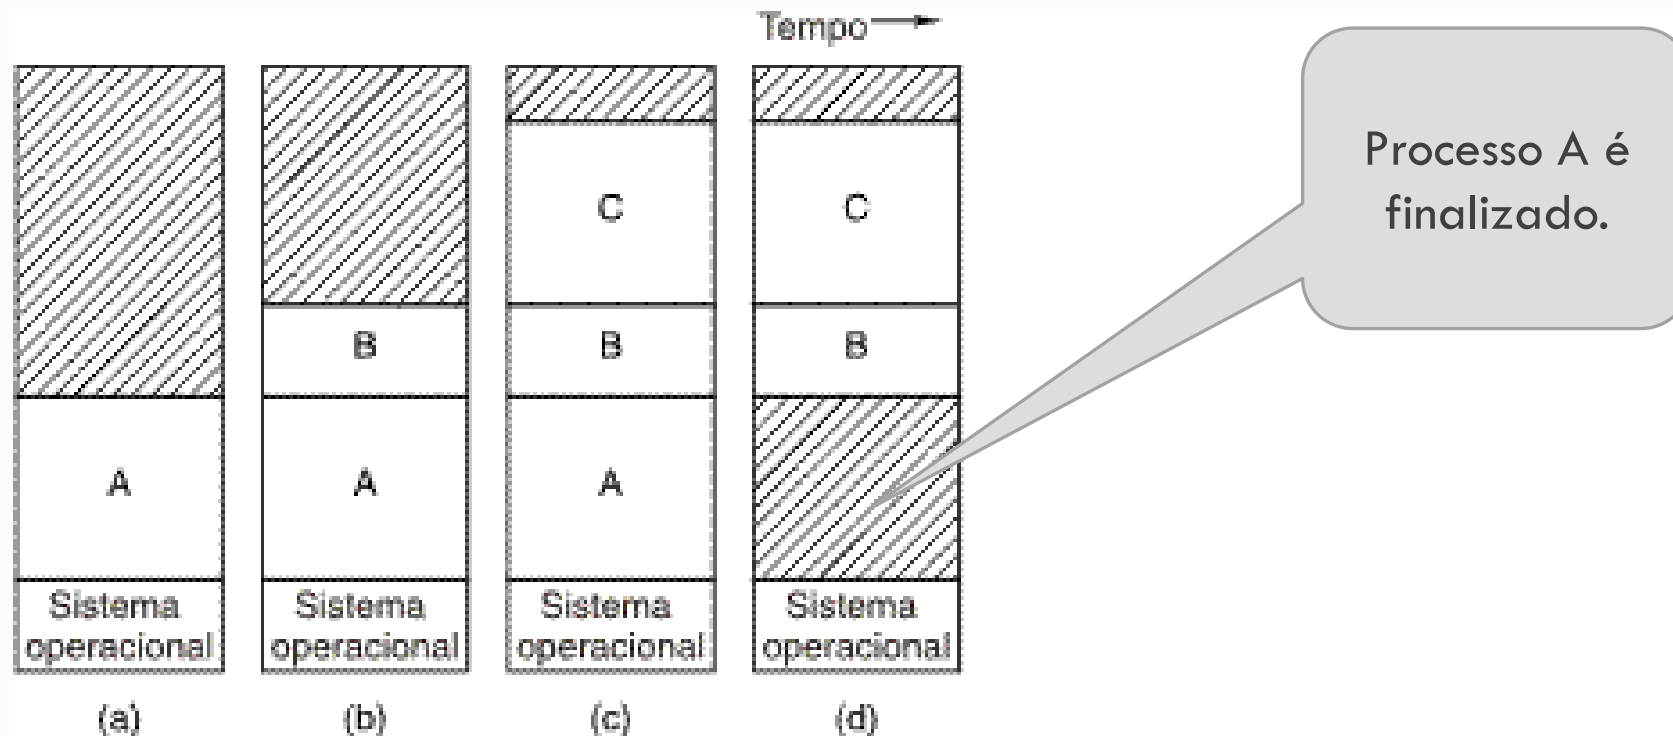 Tempo
Processo A é
finalizado.
A
Sistema
operacional
(a)
B
A
Sistema
operacional
(b)
C
B
A
Sistema
operacional
(c)
C
B
Sistema
operacional
(d)